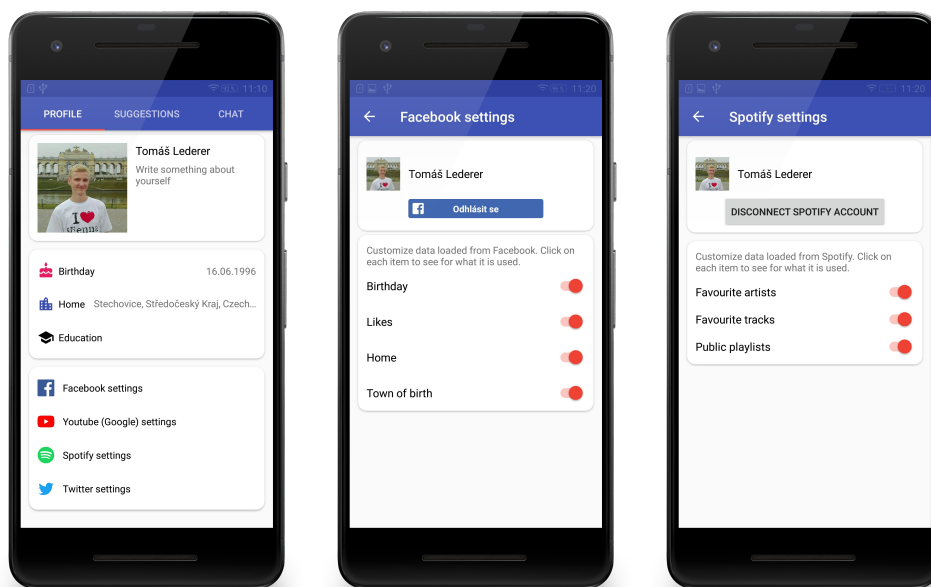 11:10
PROFILE SUGGESTIONS CHAT
Tomáš Lederer
Write something about
yourself
I
Vienna
Birthday 16.06.1996
Home Stechovice, Středočeský Kraj, Czech...
Education
Facebook settings
Youtube (Google) settings
Spotify settings
Twitter settings
11:20
Facebook settings
Tomáš Lederer
Odhlásit se
Customize data loaded from Facebook. Click on
each item to see for what it is used.
Birthday
Likes
Home
Town of birth
11:20
Spotify settings
Tomáš Lederer
DISCONNECT SPOTIFY ACCOUNT
Customize data loaded from Spotify. Click on
each item to see for what it is used.
Favourite artists
Favourite tracks
Public playlists